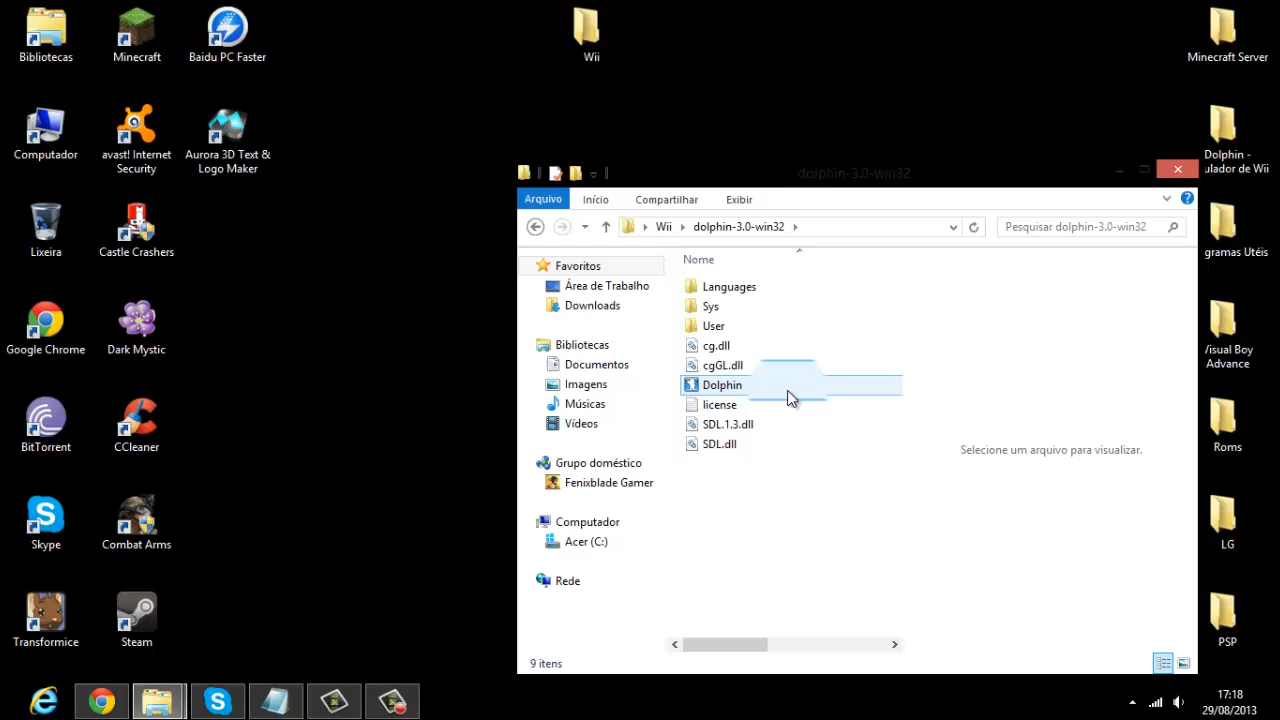 Bibliotecas
Minecraft
Baidu PC Faster
Wii
Minecraft Server
Computador
avast! Internet
Security
Aurora 3D Text &
Logo Maker
Dolphin -
ulador de Wii
Lixeira
Castle Crashers
gramas Utéis
Google Chrome
Dark Mystic
Visual Boy
Advance
BitTorrent
CCleaner
Roms
Skype
Combat Arms
LG
Transformice
Steam
PSP
dolphin-3.0-win32
Arquivo
Início
Compartilhar
Exibir
Wii
dolphin-3.0-win32
Pesquisar dolphin-3.0-win32
Favoritos
Área de Trabalho
Downloads
Bibliotecas
Documentos
Imagens
Músicas
Vídeos
Grupo doméstico
Fenixblade Gamer
Computador
Acer (C:)
Rede
Nome
Languages
Sys
User
cg.dll
cgGL.dll
Dolphin
license
SDL.1.3.dll
SDL.dll
Selecione um arquivo para visualizar.
9 itens
17:18
29/08/2013